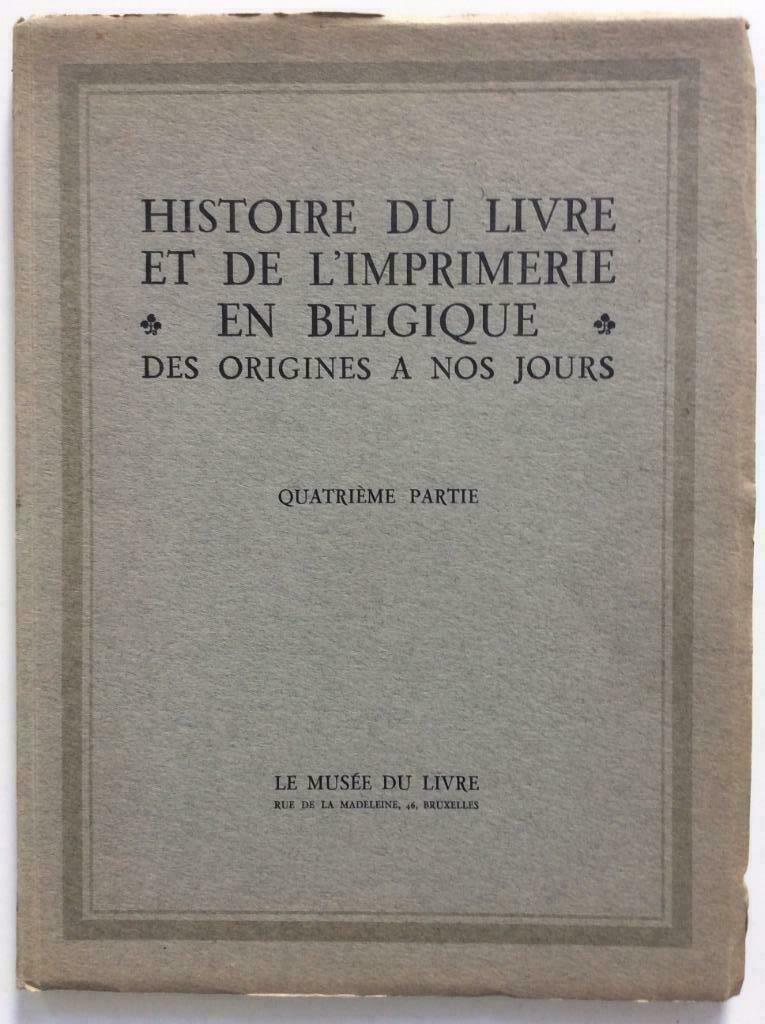 HISTOIRE DU LIVRE
ET DE L'IMPRIMERIE
EN BELGIQUE
DES ORIGINES A NOS JOURS
QUATRIÈME PARTIE
LE MUSÉE DU LIVRE
RUE DE LA MADELEINE, 46, BRUXELLES